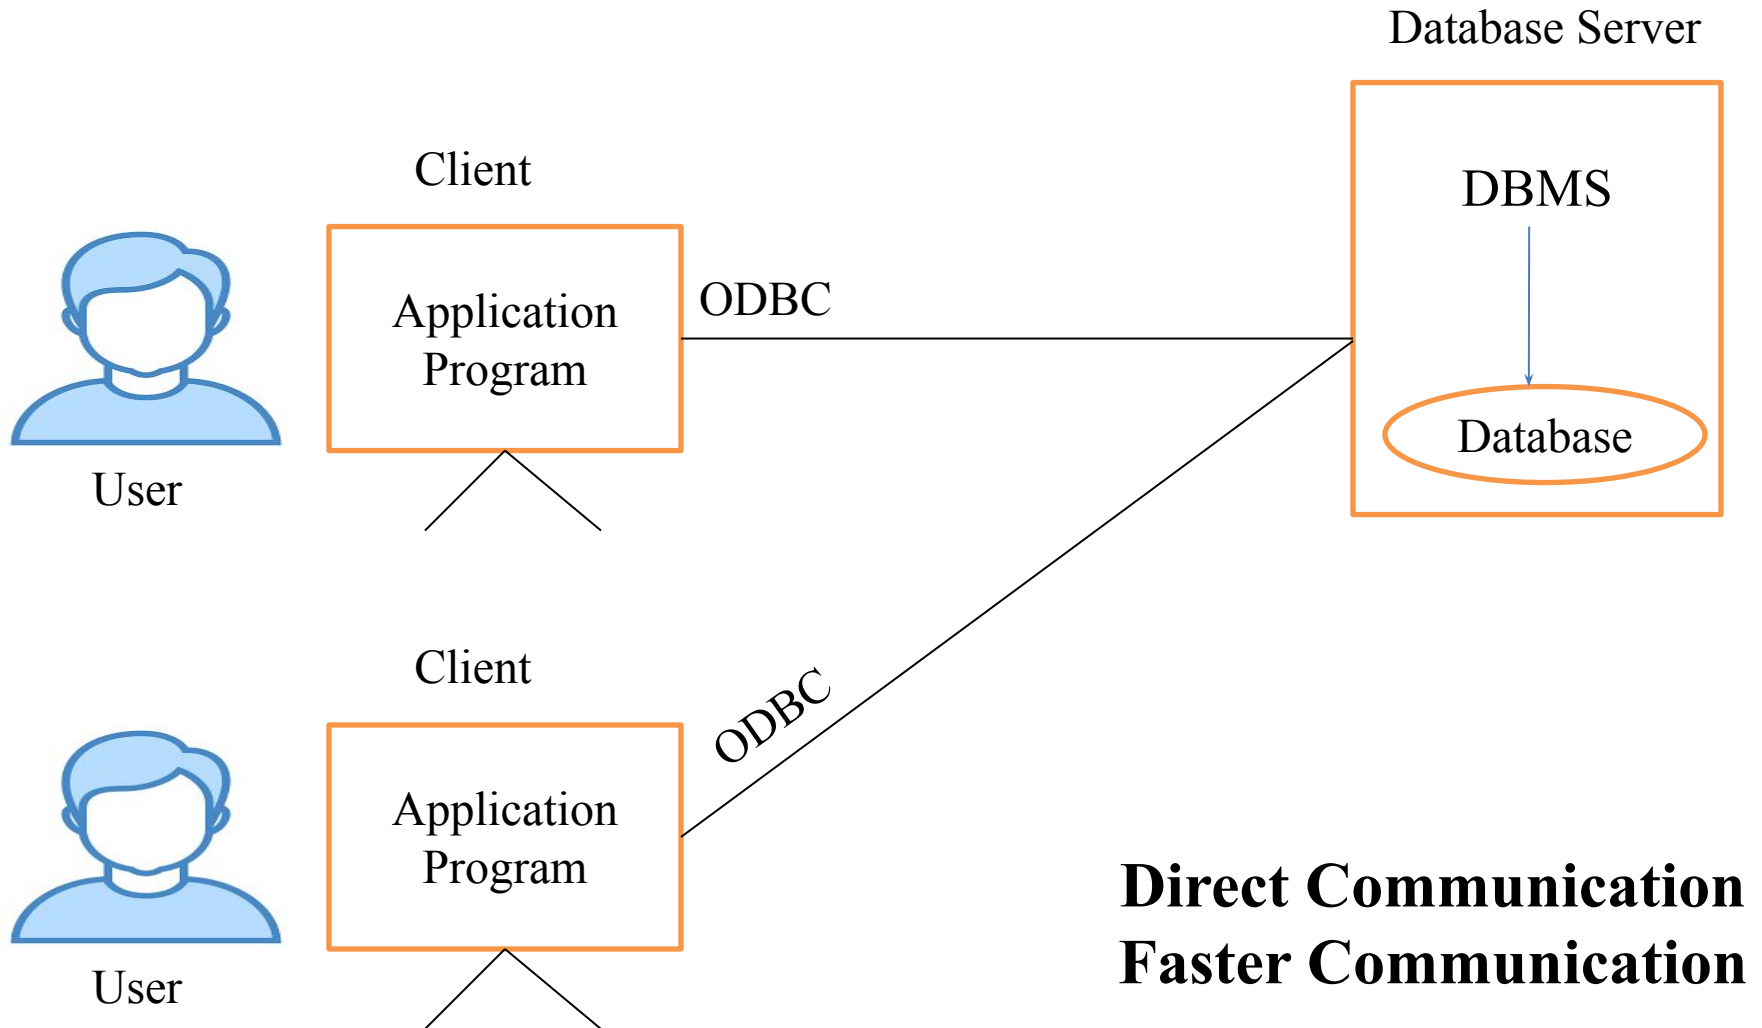 Database Server
Client
DBMS
Application
Program
ODBC
Database
User
Client
ODBC
Application
Program
User
Direct Communication
Faster Communication